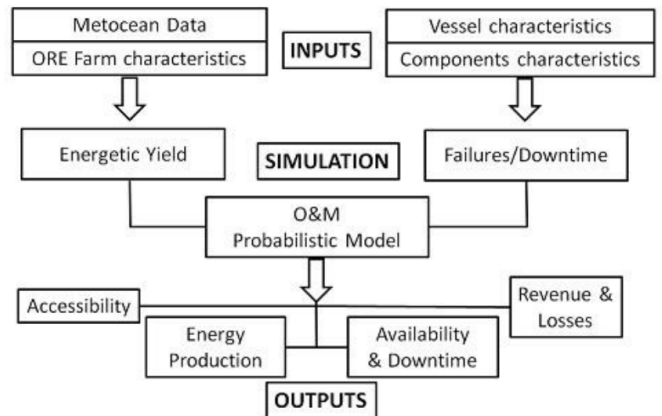 Metocean Data
ORE Farm characteristics
INPUTS
Vessel characteristics
Components characteristics
Energetic Yield
SIMULATION
Failures/Downtime
O&M
Probabilistic Model
Accessibility
Revenue &
Losses
Energy
Production
Availability
& Downtime
OUTPUTS